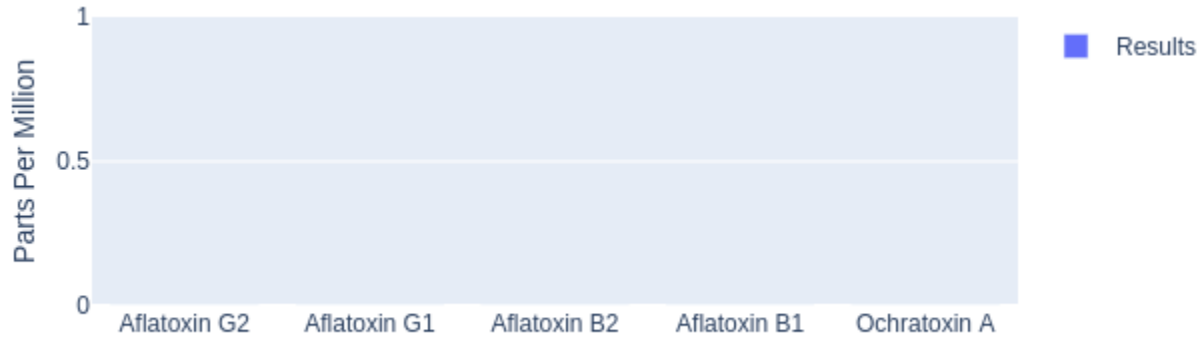 Parts Per Million
1
0.5
0
Aflatoxin G2 Aflatoxin G1 Aflatoxin B2 Aflatoxin B1 Ochratoxin A
Results